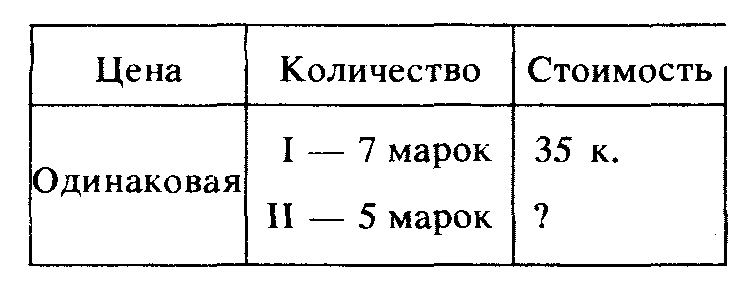 Цена Количество Стоимость
I — 7 марок 35 к.
Одинаковая
II — 5 марок ?